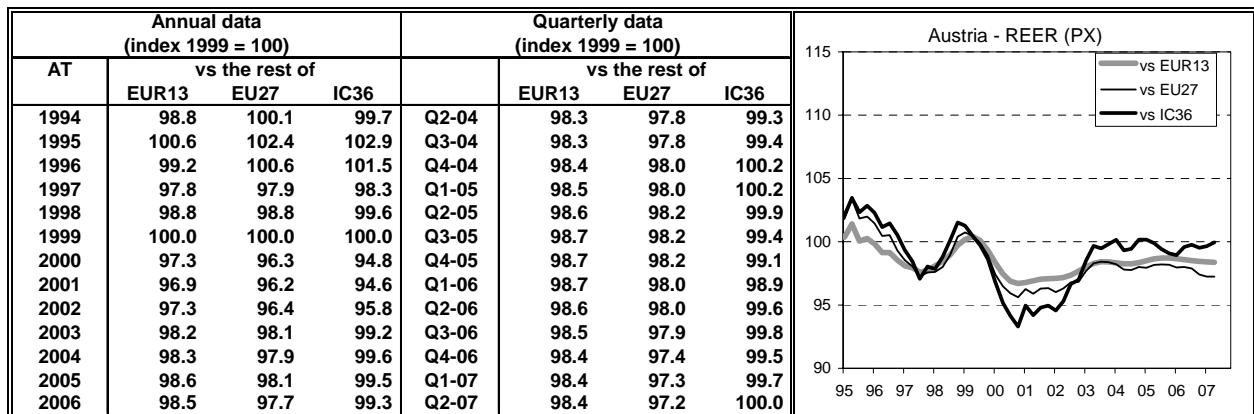 Annual data
(index 1999 = 100)
Quarterly data
(index 1999 = 100)
AT vs the rest of vs the rest of
EUR13 EU27 IC36 EUR13 EU27 IC36
1994 98.8 100.1 99.7 Q2-04 98.3 97.8 99.3
1995 100.6 102.4 102.9 Q3-04 98.3 97.8 99.4
1996 99.2 100.6 101.5 Q4-04 98.4 98.0 100.2
1997 97.8 97.9 98.3 Q1-05 98.5 98.0 100.2
1998 98.8 98.8 99.6 Q2-05 98.6 98.2 99.9
1999 100.0 100.0 100.0 Q3-05 98.7 98.2 99.4
2000 97.3 96.3 94.8 Q4-05 98.7 98.2 99.1
2001 96.9 96.2 94.6 Q1-06 98.7 98.0 98.9
2002 97.3 96.4 95.8 Q2-06 98.6 98.0 99.6
2003 98.2 98.1 99.2 Q3-06 98.5 97.9 99.8
2004 98.3 97.9 99.6 Q4-06 98.4 97.4 99.5
2005 98.6 98.1 99.5 Q1-07 98.4 97.3 99.7
2006 98.5 97.7 99.3 Q2-07 98.4 97.2 100.0
Austria - REER (PX)
vs EUR13
vs EU27
vs IC36
115
110
105
100
95
90
95 96 97 98 99 00 01 02 03 04 05 06 07